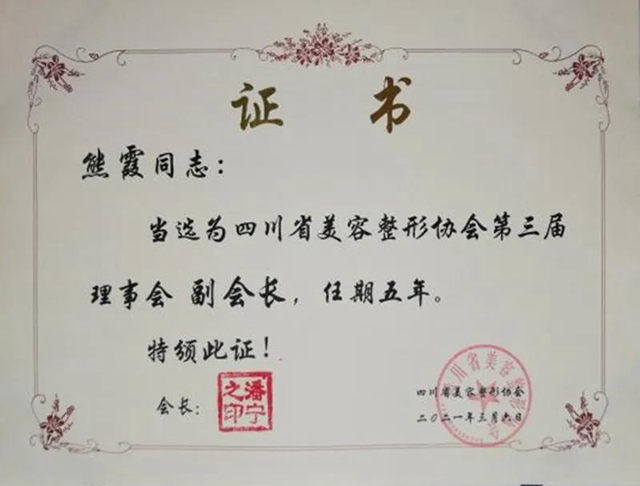 证书
熊霞同志：
当选为四川省美容整形协会第三届
理事会 副会长，任期五年。
特颁此证！
会长：
潘宁之印
四川省美容整形协会
二〇二一年三月六日